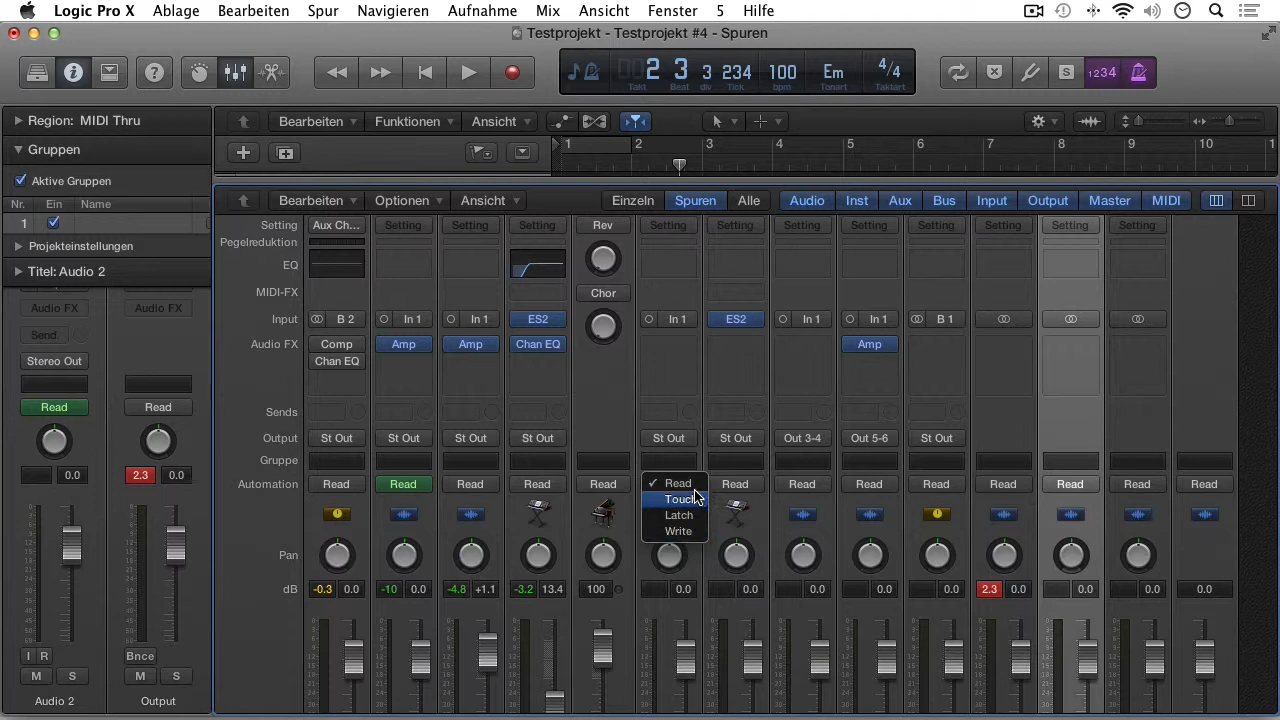 Logic Pro X Ablage Bearbeiten Spur Navigieren Aufnahme Mix Ansicht Fenster 5 Hilfe
Testprojekt - Testprojekt #4 - Spuren
2 3 3 234 100 Em 4/4
Takt Beat div Tick bpm Tonart Taktart
S 1234
Region: MIDI Thru
Bearbeiten Funktionen Ansicht
Gruppen
1 2 3 4 5 6 7 8 9 10 1
Aktive Gruppen
Nr. Ein Name
1
Projekteinstellungen
Titel: Audio 2
Audio FX Audio FX
Send
Stereo Out
Read Read
0.0 2.3 0.0
I R Bnce
M S M S
Audio 2 Output
Bearbeiten Optionen Ansicht Einzeln Spuren Alle Audio Inst Aux Bus Input Output Master MIDI
Setting Aux Ch... Setting Setting Setting Rev Setting Setting Setting Setting Setting Setting Setting Setting
Pegelreduktion
EQ
MIDI-FX Chor
Input B 2 In 1 In 1 ES2 In 1 ES2 In 1 In 1 B 1
Audio FX Comp Amp Amp Chan EQ Amp
Chan EQ
Sends
Output St Out St Out St Out St Out St Out St Out Out 3-4 Out 5-6 St Out
Gruppe
Automation Read Read Read Read Read Read Read Read Read Read Read Read Read Read
Touch
Latch
Write
Pan
dB -0.3 0.0 -10 0.0 -4.8 +1.1 -3.2 13.4 100 0.0 0.0 0.0 0.0 0.0 2.3 0.0 0.0 0.0 0.0